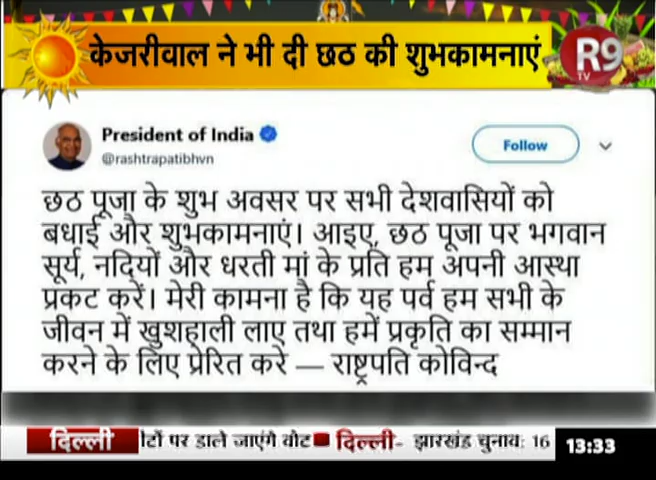 केजरीवाल ने भी दी छठ की शुभकामनाएं
R9
TV
President of India
@rashtrapatibhvn
Follow
छठ पूजा के शुभ अवसर पर सभी देशवासियों को
बधाई और शुभकामनाएं। आइए, छठ पूजा पर भगवान
सूर्य, नदियों और धरती मां के प्रति हम अपनी आस्था
प्रकट करें। मेरी कामना है कि यह पर्व हम सभी के
जीवन में खुशहाली लाए तथा हमें प्रकृति का सम्मान
करने के लिए प्रेरित करे — राष्ट्रपति कोविन्द
दिल्ली टों पर डाले जाएंगे वोट दिल्ली- झारखंड चुनाव: 16 13:33